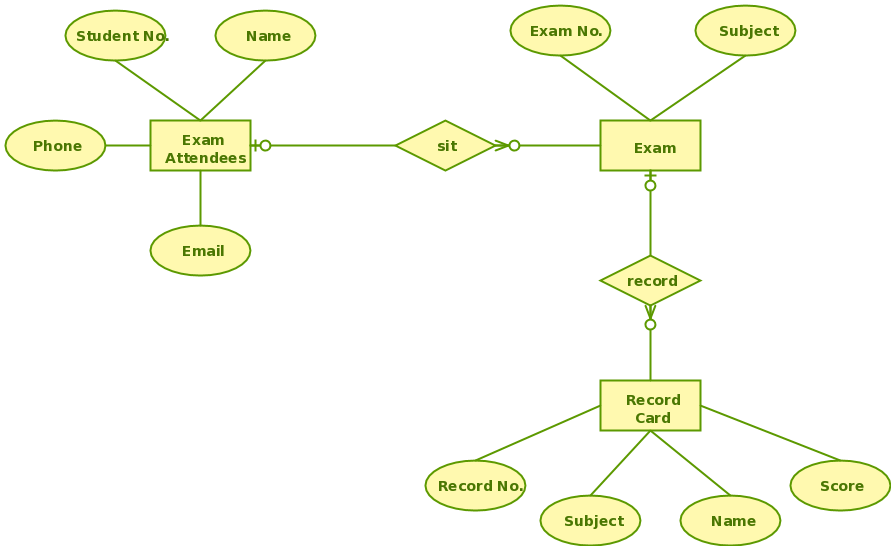 Student No.
Name
Exam No.
Subject
Phone
Exam
Attendees
sit
Exam
Email
record
Record
Card
Record No.
Subject
Name
Score